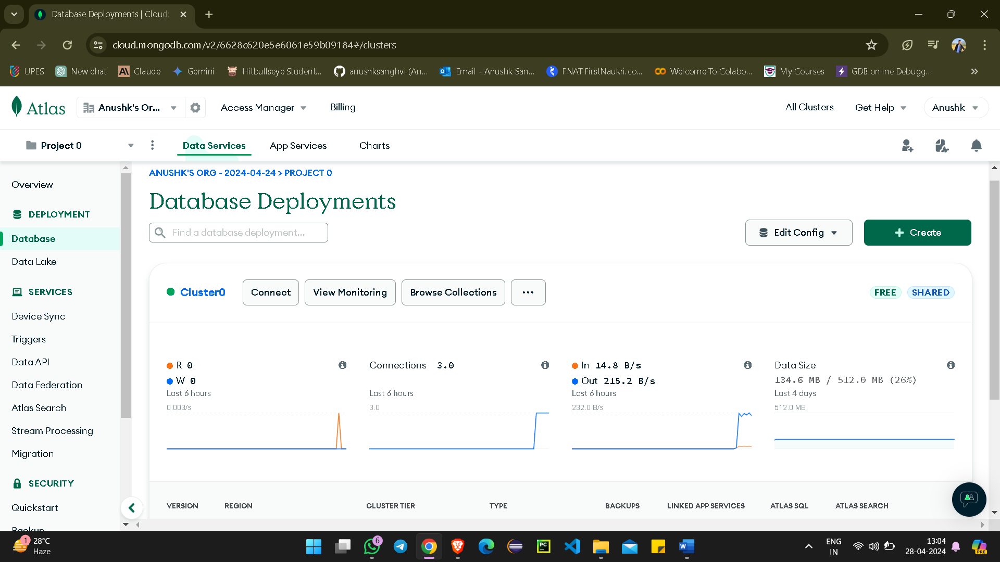 Database Deployments | Cloud:
cloud.mongodb.com/v2/6628c620e5e6061e59b09184#/clusters
UPES
New chat
Claude
Gemini
Hitbullseye Student...
anushksanghvi (An...
Email - Anushk San...
FNAT FirstNaukri.co...
Welcome To Colabo...
My Courses
GDB online Debugg...
Atlas
Anushk's Or...
Access Manager
Billing
All Clusters
Get Help
Anushk
Project 0
Data Services
App Services
Charts
Overview
DEPLOYMENT
Database
Data Lake
SERVICES
Device Sync
Triggers
Data API
Data Federation
Atlas Search
Stream Processing
Migration
SECURITY
Quickstart
Backup
ANUSHK'S ORG - 2024-04-24 > PROJECT 0
Database Deployments
Find a database deployment...
Edit Config
+ Create
Cluster0
Connect
View Monitoring
Browse Collections
...
FREE
SHARED
R 0
W 0
Last 6 hours
0.003/s
Connections 3.0
Last 6 hours
3.0
In 14.8 B/s
Out 215.2 B/s
Last 6 hours
232.0 B/s
Data Size
134.6 MB / 512.0 MB (26%)
Last 4 days
512.0 MB
VERSION
REGION
CLUSTER TIER
TYPE
BACKUPS
LINKED APP SERVICES
ATLAS SQL
ATLAS SEARCH
1
28°C
Haze
6
PC
W
ENG
IN
13:04
28-04-2024
PRE